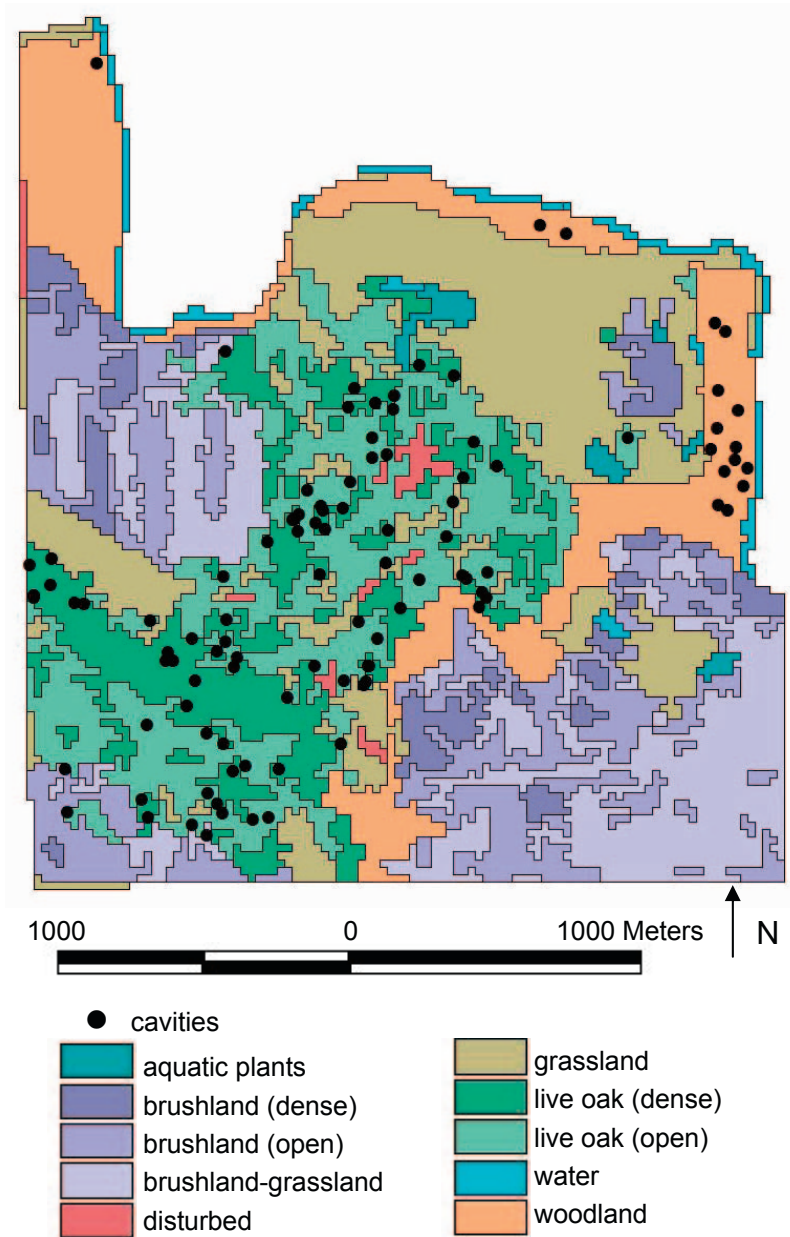 1000 0 1000 Meters N
cavities
aquatic plants
brushland (dense)
brushland (open)
brushland-grassland
disturbed
grassland
live oak (dense)
live oak (open)
water
woodland